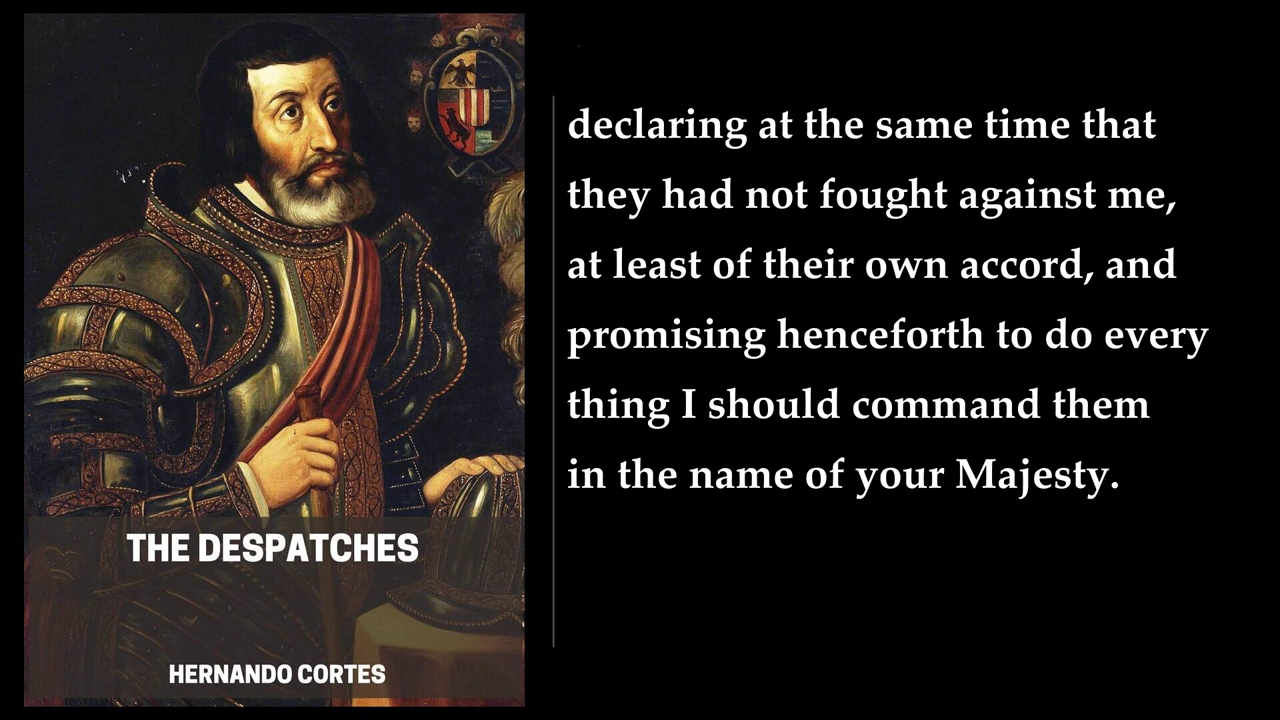 THE DESPATCHES
HERNANDO CORTES
declaring at the same time that
they had not fought against me,
at least of their own accord, and
promising henceforth to do every
thing I should command them
in the name of your Majesty.